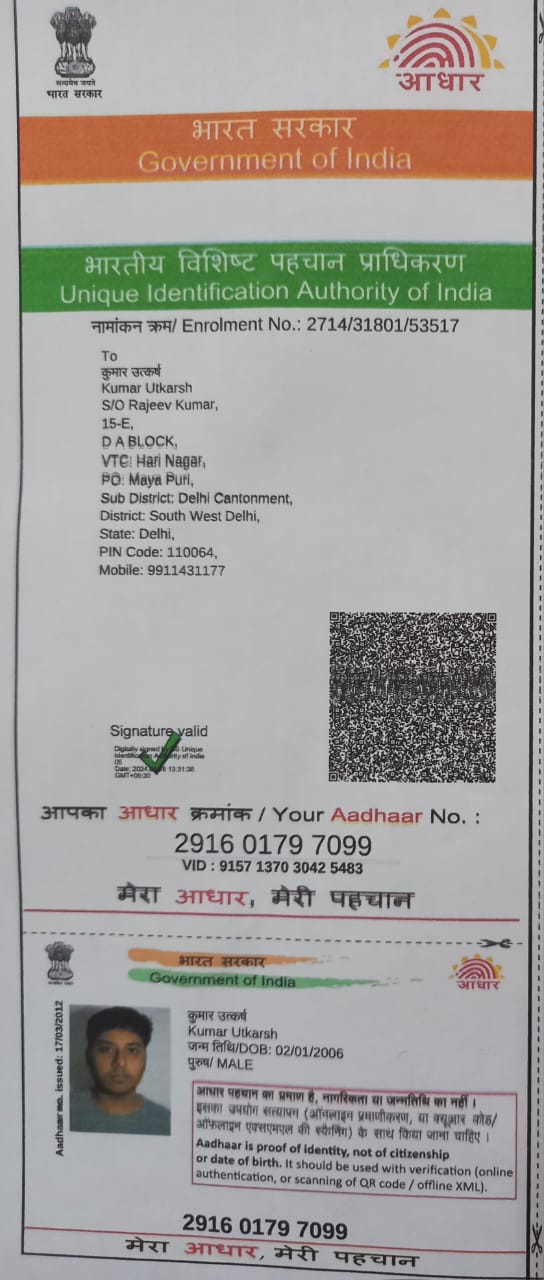 सत्यमेव जयते
भारत सरकार
आधार
भारत सरकार
Government of India
भारतीय विशिष्ट पहचान प्राधिकरण
Unique Identification Authority of India
नामांकन क्रम/ Enrolment No.: 2714/31801/53517
To
कुमार उत्कर्ष
Kumar Utkarsh
S/O Rajeev Kumar,
15-E,
D A BLOCK,
VTC: Hari Nagar,
PO: Maya Puri,
Sub District: Delhi Cantonment,
District: South West Delhi,
State: Delhi,
PIN Code: 110064,
Mobile: 9911431177
Signature valid
Digitally signed by Unique
Identification Authority of India
05
Date: 2024 13:31:36
GMT+05:30
आपका आधार क्रमांक / Your Aadhaar No. :
2916 0179 7099
VID : 9157 1370 3042 5483
मेरा आधार, मेरी पहचान
भारत सरकार
Government of India
आधार
Aadhaar no. issued: 17/03/2012
कुमार उत्कर्ष
Kumar Utkarsh
जन्म तिथि/DOB: 02/01/2006
पुरुष/ MALE
आधार पहचान का प्रमाण है, नागरिकता या जन्मतिथि का नहीं ।
इसका उपयोग सत्यापन (ऑनलाइन प्रमाणीकरण, या क्यूआर कोड/
ऑफलाइन एक्सएमएल की स्कैनिंग) के साथ किया जाना चाहिए ।
Aadhaar is proof of identity, not of citizenship
or date of birth. It should be used with verification (online
authentication, or scanning of QR code / offline XML).
2916 0179 7099
मेरा आधार, मेरी पहचान